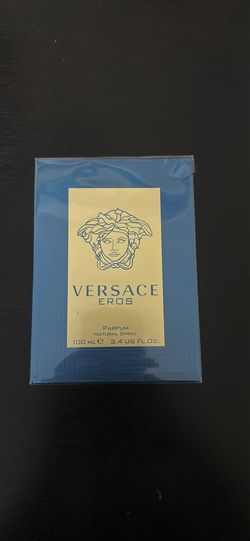 VERSACE
EROS
PARFUM
NATURAL SPRAY
100 ML ℮ 3.4 US FL.OZ.